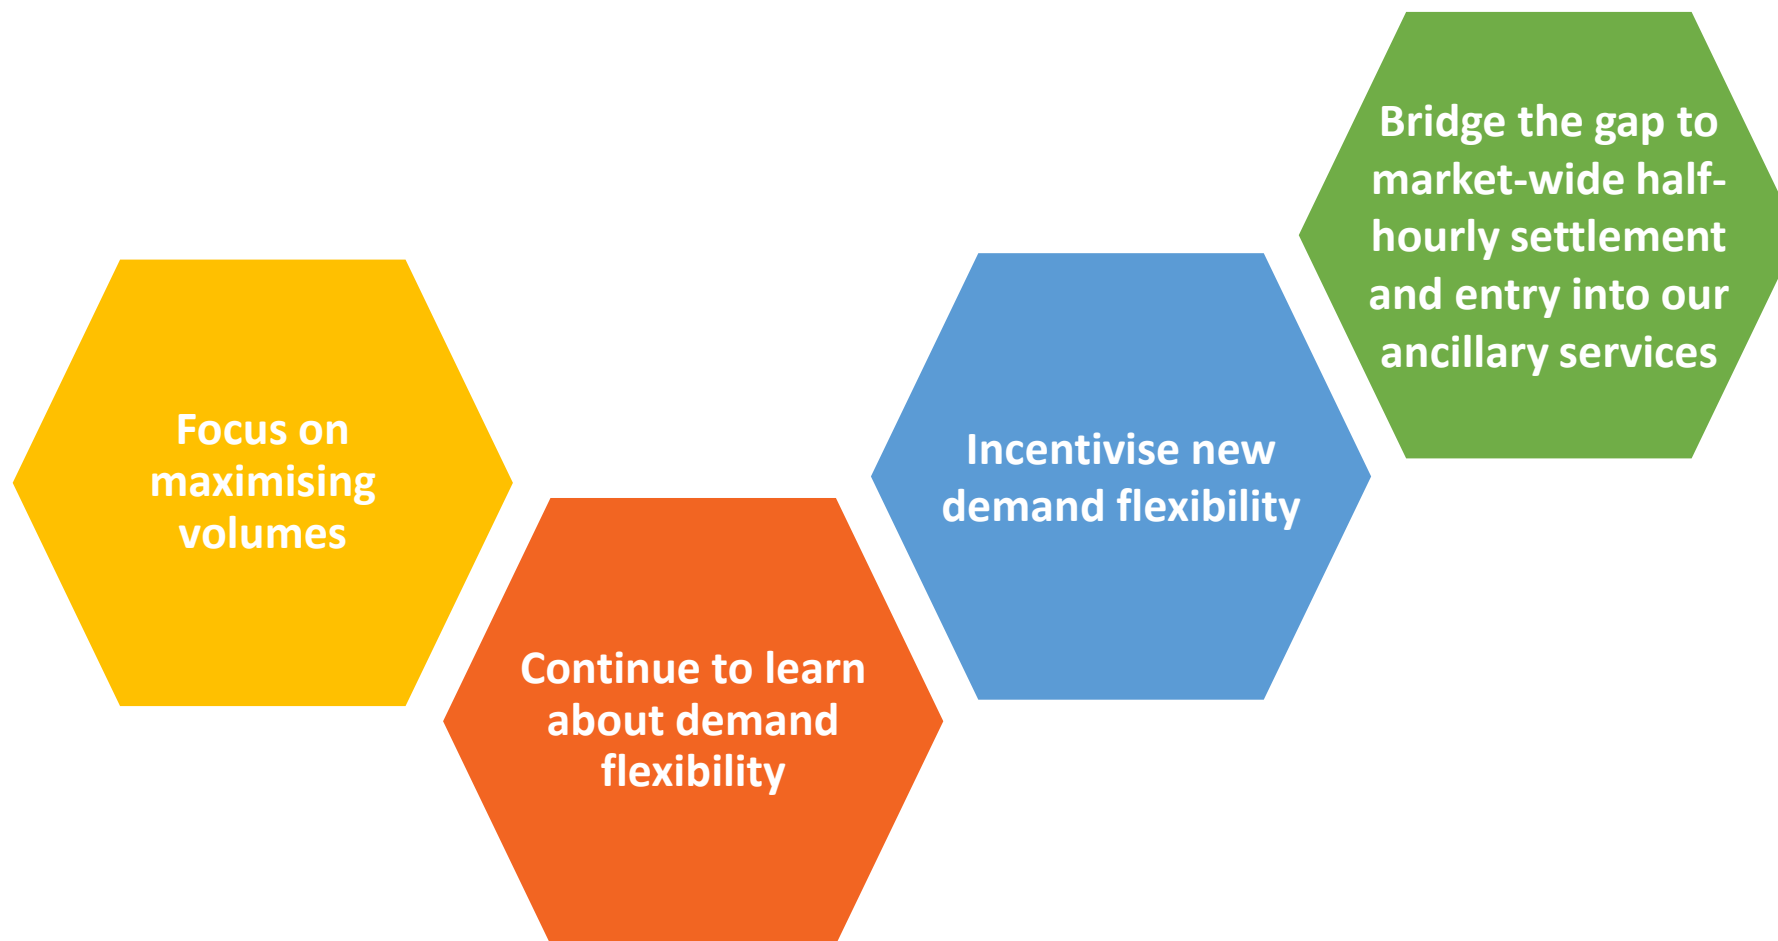 Focus on
maximising
volumes
Continue to learn
about demand
flexibility
Incentivise new
demand flexibility
Bridge the gap to
market-wide half-
hourly settlement
and entry into our
ancillary services